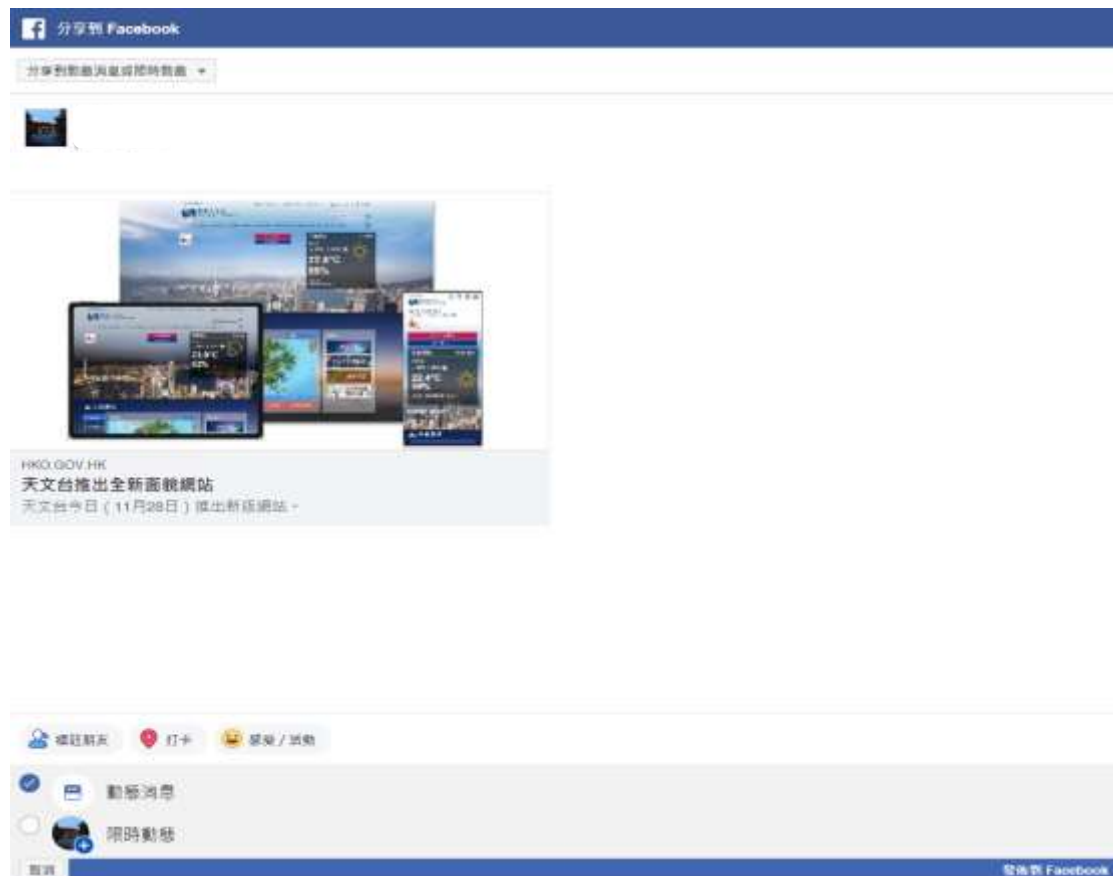 分享到 Facebook
分享到動態消息或限時動態
HKO.GOV.HK
天文台推出全新面貌網站
天文台今日(11月28日)推出新版網站。
標註朋友
打卡
感受/活動
動態消息
限時動態
取消
發佈到 Facebook